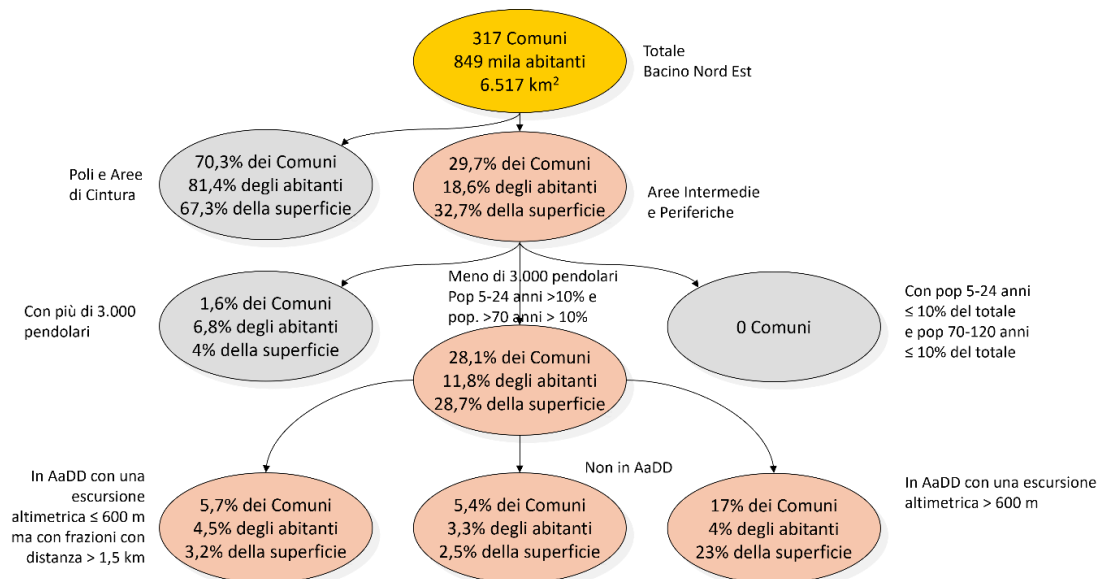 317 Comuni
849 mila abitanti
6.517 km²
Totale
Bacino Nord Est
Poli e Aree
di Cintura
70,3% dei Comuni
81,4% degli abitanti
67,3% della superficie
29,7% dei Comuni
18,6% degli abitanti
32,7% della superficie
Aree Intermedie
e Periferiche
Con più di 3.000
pendolari
1,6% dei Comuni
6,8% degli abitanti
4% della superficie
Meno di 3.000 pendolari
Pop 5-24 anni >10% e
pop. >70 anni > 10%
0 Comuni
Con pop 5-24 anni
≤ 10% del totale
e pop 70-120 anni
≤ 10% del totale
28,1% dei Comuni
11,8% degli abitanti
28,7% della superficie
In AaDD con una
escursione
altimetrica ≤ 600 m
ma con frazioni con
distanza > 1,5 km
5,7% dei Comuni
4,5% degli abitanti
3,2% della superficie
Non in AaDD
5,4% dei Comuni
3,3% degli abitanti
2,5% della superficie
17% dei Comuni
4% degli abitanti
23% della superficie
In AaDD con una escursione
altimetrica > 600 m